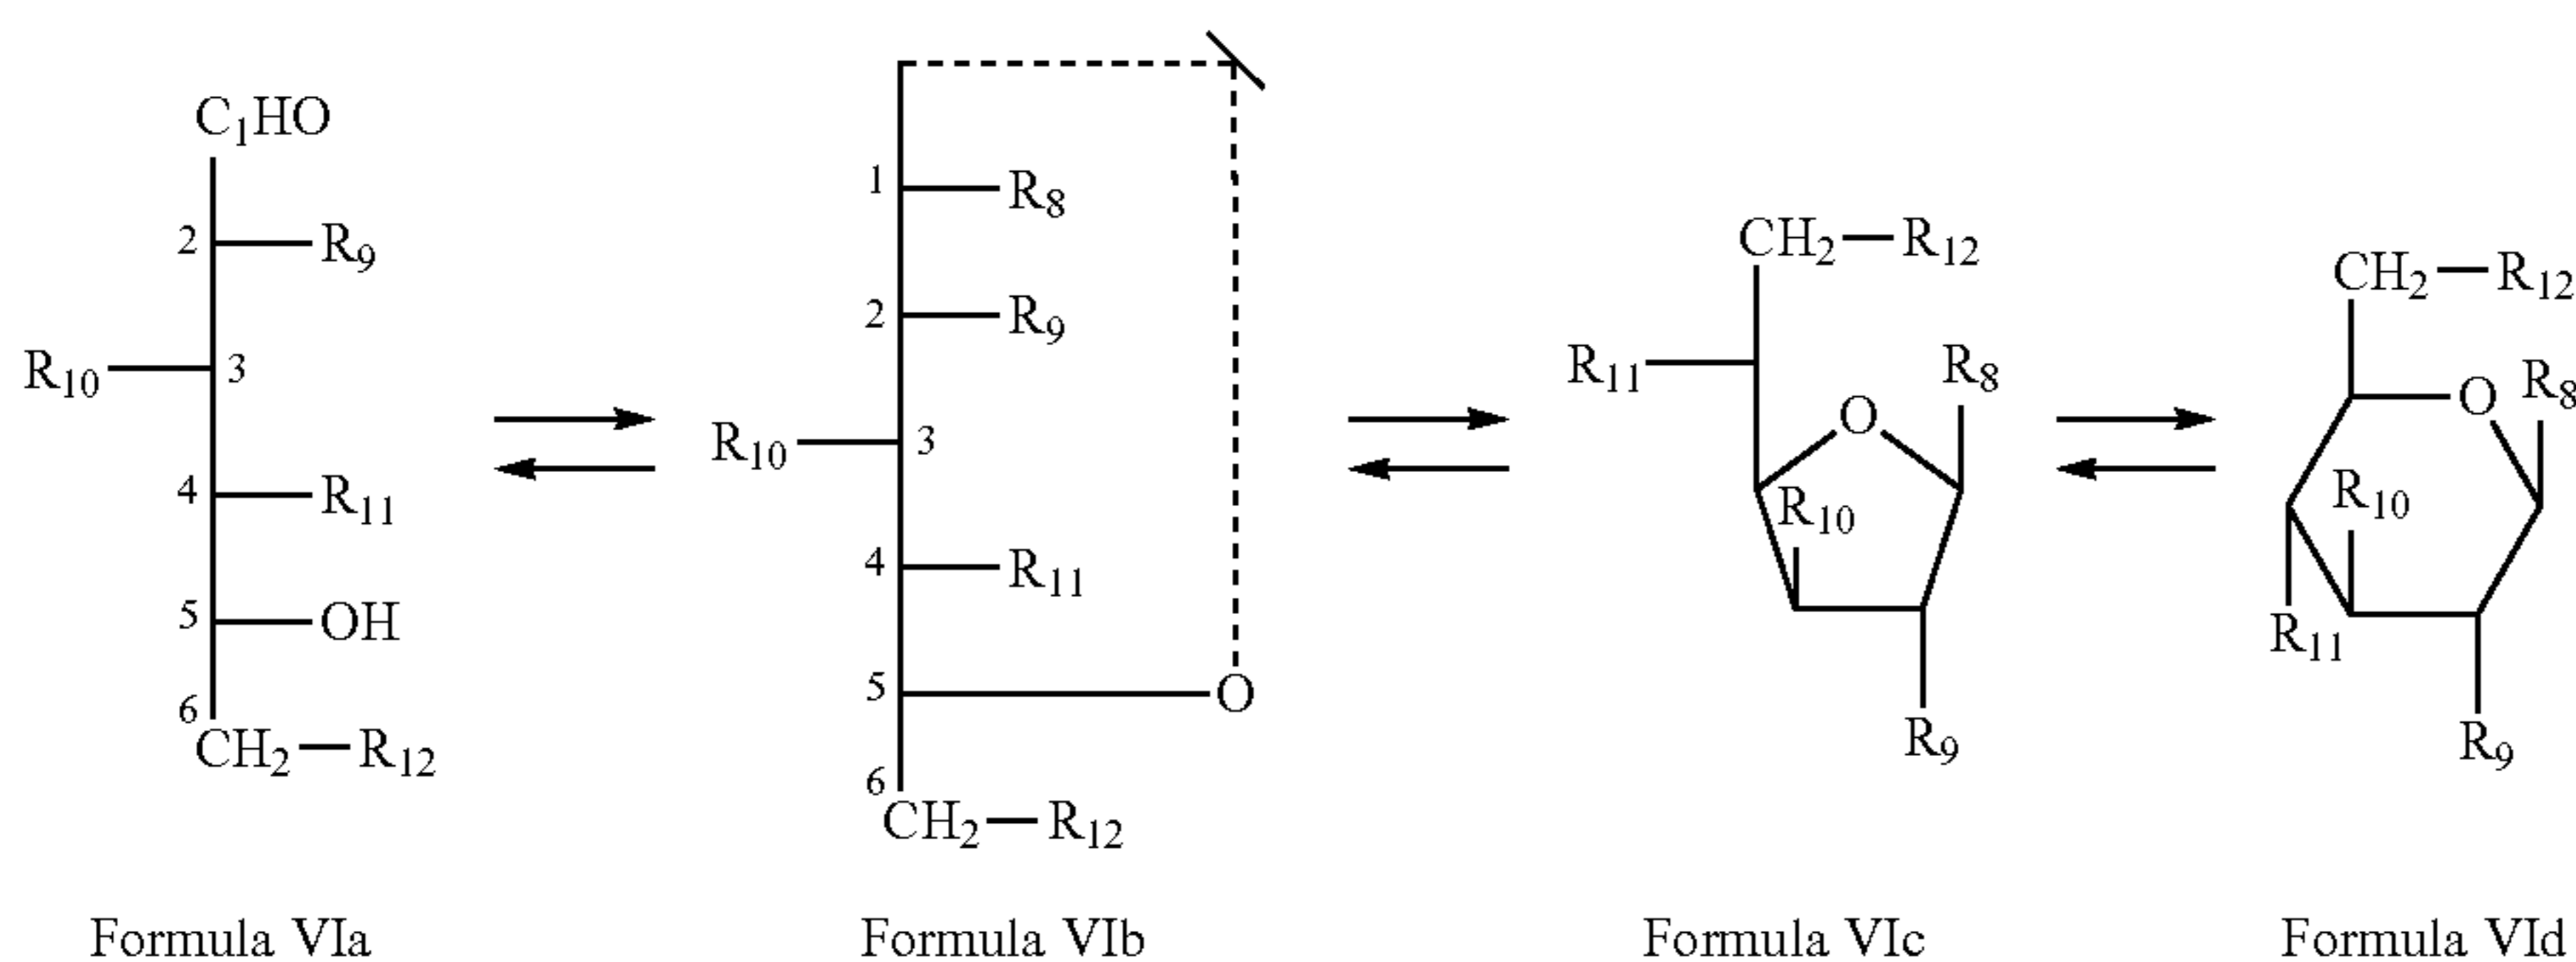 C1HO
2 R9
R10 3
4 R11
5 OH
6
CH2 R12
Formula VIa
1 R8
2 R9
R10 3
4 R11
5 O
6
CH2 R12
Formula VIb
CH2 R12
R11 R8
O
R10
R9
Formula VIc
CH2 R12
O R8
R10
R11
R9
Formula VId